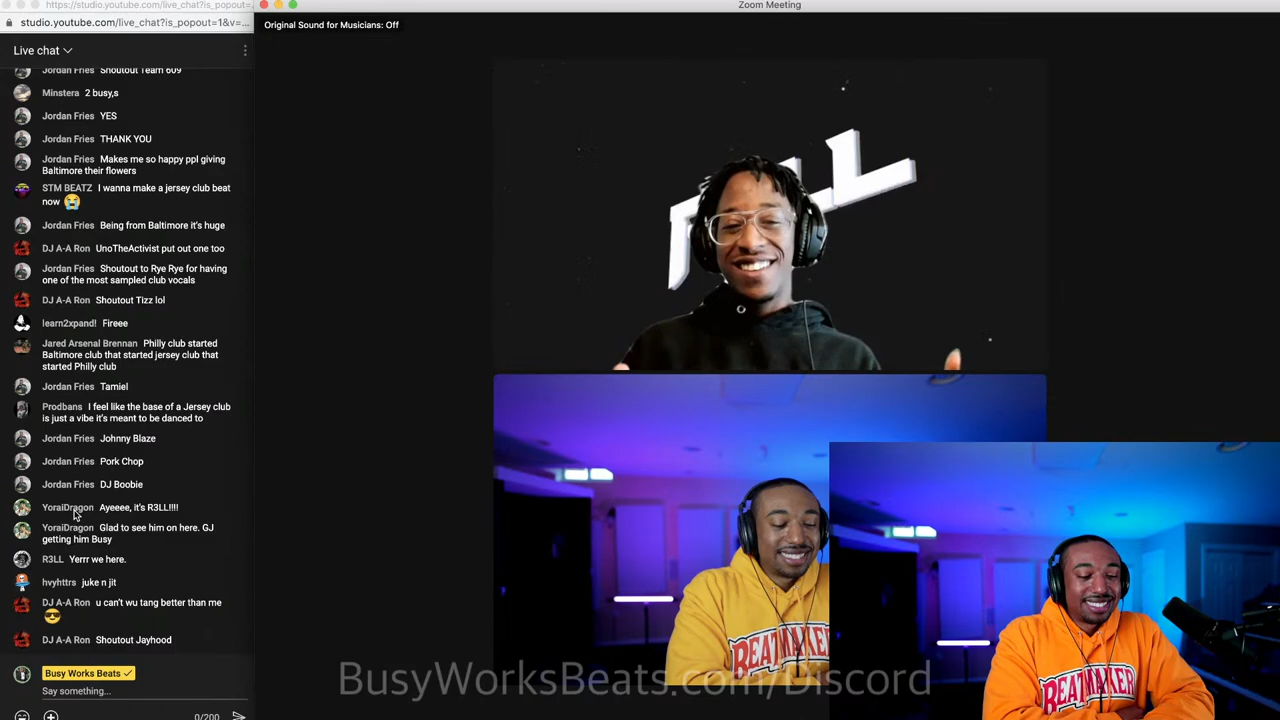 https://studio.youtube.com/live_chat?is_popout=
studio.youtube.com/live_chat?is_popout=1&v=...
Live chat
Jordan Fries Shoutout Team 609
Minstera 2 busy,s
Jordan Fries YES
Jordan Fries THANK YOU
Jordan Fries Makes me so happy ppl giving
Baltimore their flowers
STM BEATZ I wanna make a jersey club beat
now 😭
Jordan Fries Being from Baltimore it's huge
DJ A-A Ron UnoTheActivist put out one too
Jordan Fries Shoutout to Rye Rye for having
one of the most sampled club vocals
DJ A-A Ron Shoutout Tizz lol
learn2xpand! Fireee
Jared Arsenal Brennan Philly club started
Baltimore club that started jersey club that
started Philly club
Jordan Fries Tamiel
Prodbans I feel like the base of a Jersey club
is just a vibe it's meant to be danced to
Jordan Fries Johnny Blaze
Jordan Fries Pork Chop
Jordan Fries DJ Boobie
YoraiDragon Ayeeee, it's R3LL!!!!
YoraiDragon Glad to see him on here. GJ
getting him Busy
R3LL Yerrr we here.
hvyhttrs juke n jit
DJ A-A Ron u can't wu tang better than me
😎
DJ A-A Ron Shoutout Jayhood
Busy Works Beats ✓
Say something...
0/200
Zoom Meeting
Original Sound for Musicians: Off
BEATMAKER
BEATMAKER
BusyWorksBeats.com/Discord